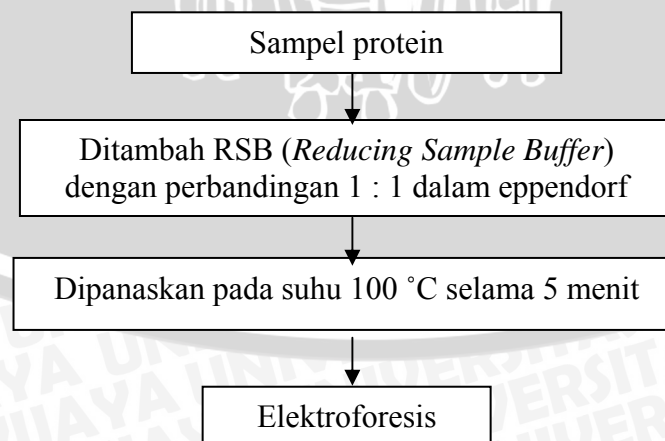 Sampel protein
Ditambah RSB (Reducing Sample Buffer)
dengan perbandingan 1 : 1 dalam eppendorf
Dipanaskan pada suhu 100 ˚C selama 5 menit
Elektroforesis